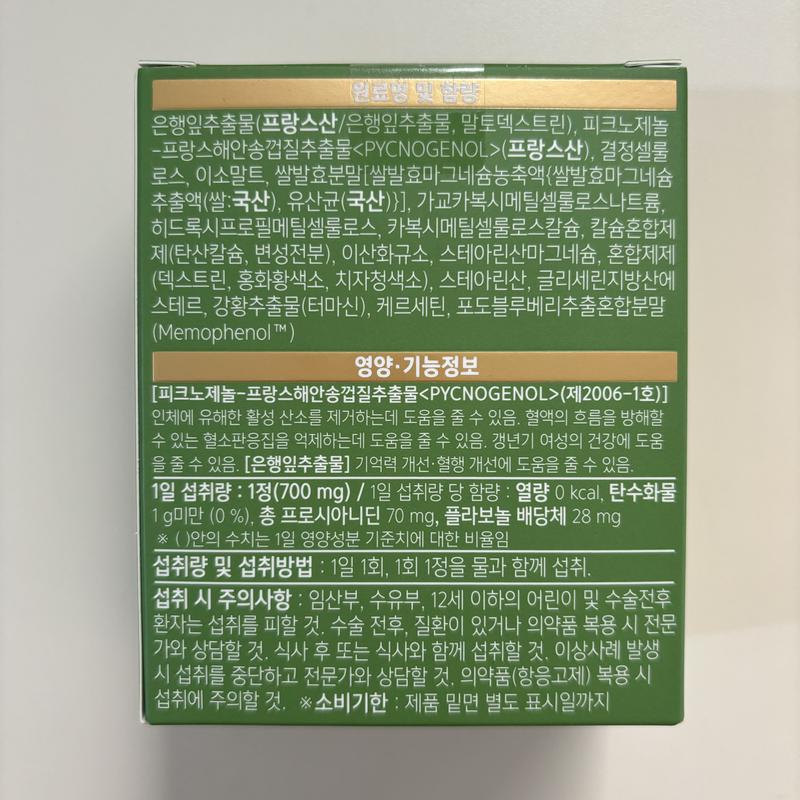 원료명 및 함량
은행잎추출물(프랑스산/은행잎추출물, 말토덱스트린), 피크노제놀
-프랑스해안송껍질추출물<PYCNOGENOL>(프랑스산), 결정셀룰
로스, 이소말트, 쌀발효분말[쌀발효마그네슘농축액{쌀발효마그네슘
추출액(쌀:국산), 유산균(국산)}], 가교카복시메틸셀룰로스나트륨,
히드록시프로필메틸셀룰로스, 카복시메틸셀룰로스칼슘, 칼슘혼합제
제(탄산칼슘, 변성전분), 이산화규소, 스테아린산마그네슘, 혼합제제
(덱스트린, 홍화황색소, 치자청색소), 스테아린산, 글리세린지방산에
스테르, 강황추출물(터마신), 케르세틴, 포도블루베리추출혼합분말
(Memophenol™)
영양·기능정보
[피크노제놀-프랑스해안송껍질추출물<PYCNOGENOL>(제2006-1호)]
인체에 유해한 활성 산소를 제거하는데 도움을 줄 수 있음. 혈액의 흐름을 방해할
수 있는 혈소판응집을 억제하는데 도움을 줄 수 있음. 갱년기 여성의 건강에 도움
을 줄 수 있음. [은행잎추출물] 기억력 개선·혈행 개선에 도움을 줄 수 있음.
1일 섭취량 : 1정(700 mg) / 1일 섭취량 당 함량 : 열량 0 kcal, 탄수화물
1 g미만 (0 %), 총 프로시아니딘 70 mg, 플라보놀 배당체 28 mg
※ ( )안의 수치는 1일 영양성분 기준치에 대한 비율임
섭취량 및 섭취방법 : 1일 1회, 1회 1정을 물과 함께 섭취.
섭취 시 주의사항 : 임산부, 수유부, 12세 이하의 어린이 및 수술전후
환자는 섭취를 피할 것. 수술 전후, 질환이 있거나 의약품 복용 시 전문
가와 상담할 것. 식사 후 또는 식사와 함께 섭취할 것. 이상사례 발생
시 섭취를 중단하고 전문가와 상담할 것. 의약품(항응고제) 복용 시
섭취에 주의할 것. ※소비기한 : 제품 밑면 별도 표시일까지